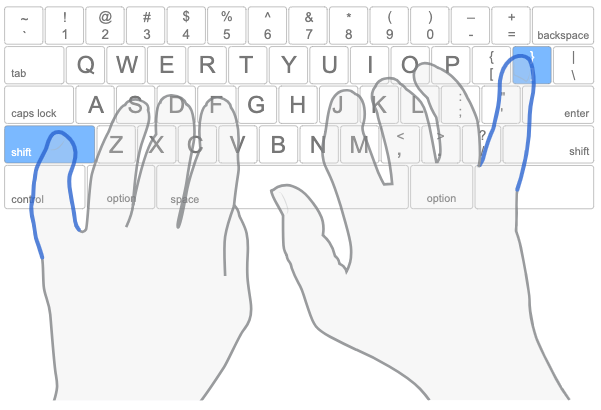 ~ ! @ # $ % ^ & * ( ) _ +
` 1 2 3 4 5 6 7 8 9 0 - = backspace
tab Q W E R T Y U I O P { } |
[ \
caps lock A S D F G H J K L : " enter
; '
shift Z X C V B N M < > ? shift
, . /
control option space option